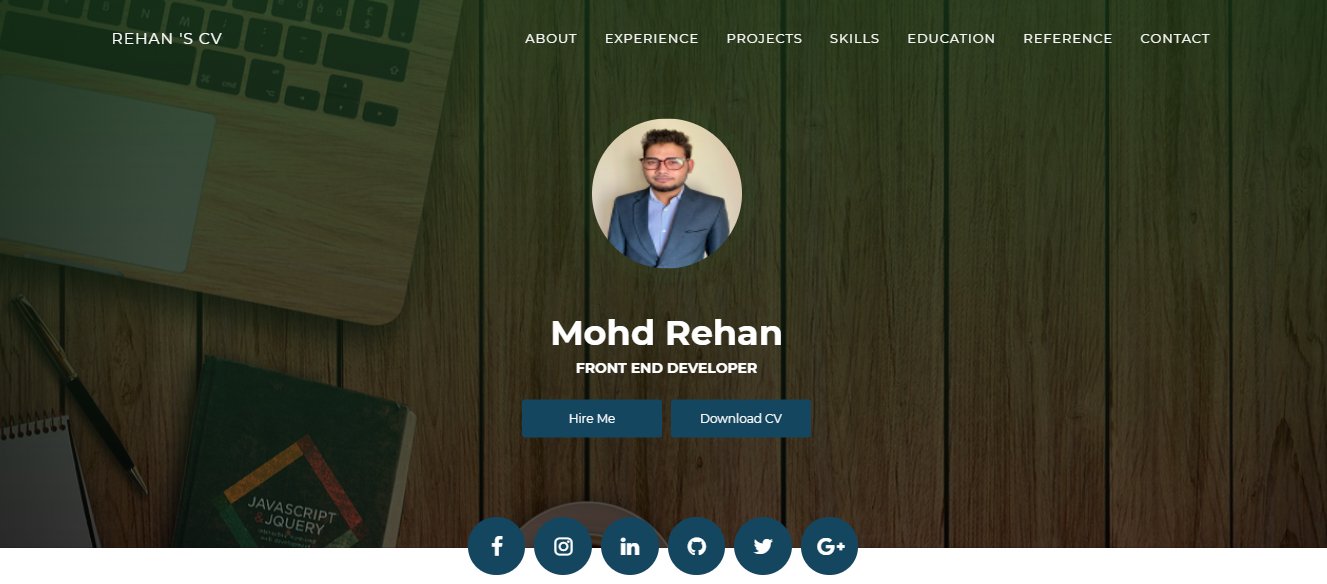 REHAN 'S CV
ABOUT EXPERIENCE PROJECTS SKILLS EDUCATION REFERENCE CONTACT
Mohd Rehan
FRONT END DEVELOPER
Hire Me Download CV
JAVASCRIPT
& JQUERY